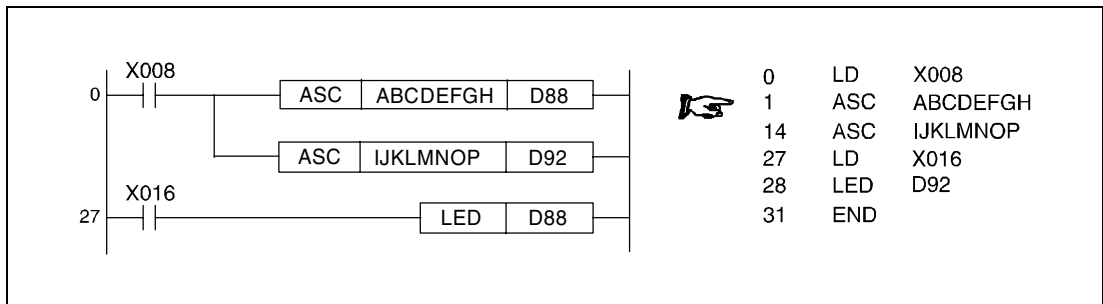 X008
0 ASC ABCDEFGH D88
ASC IJKLMNOP D92
X016
27 LED D88
0 LD X008
1 ASC ABCDEFGH
14 ASC IJKLMNOP
27 LD X016
28 LED D92
31 END